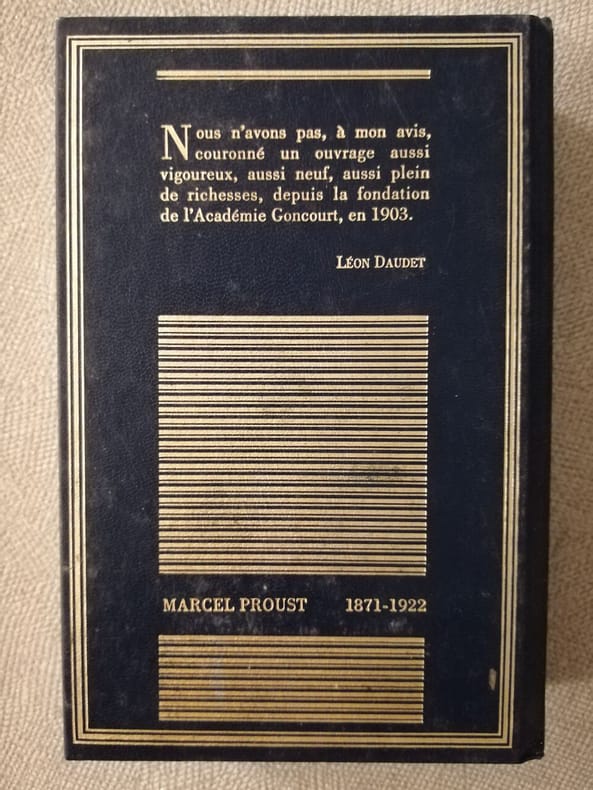 Nous n'avons pas, à mon avis,
couronné un ouvrage aussi
vigoureux, aussi neuf, aussi plein
de richesses, depuis la fondation
de l'Académie Goncourt, en 1903.
LÉON DAUDET
MARCEL PROUST 1871-1922